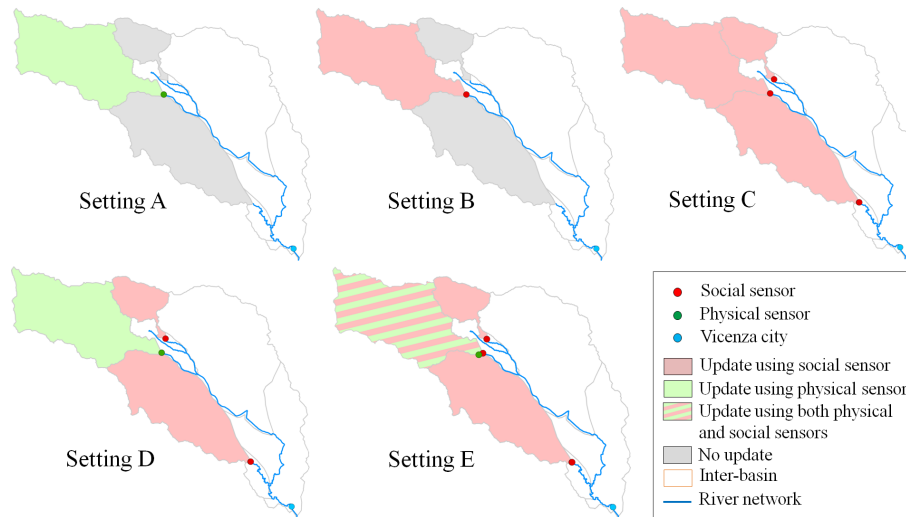 Setting A
Setting B
Setting C
Setting D
Setting E
Social sensor
Physical sensor
Vicenza city
Update using social sensor
Update using physical sensor
Update using both physical
and social sensors
No update
Inter-basin
River network